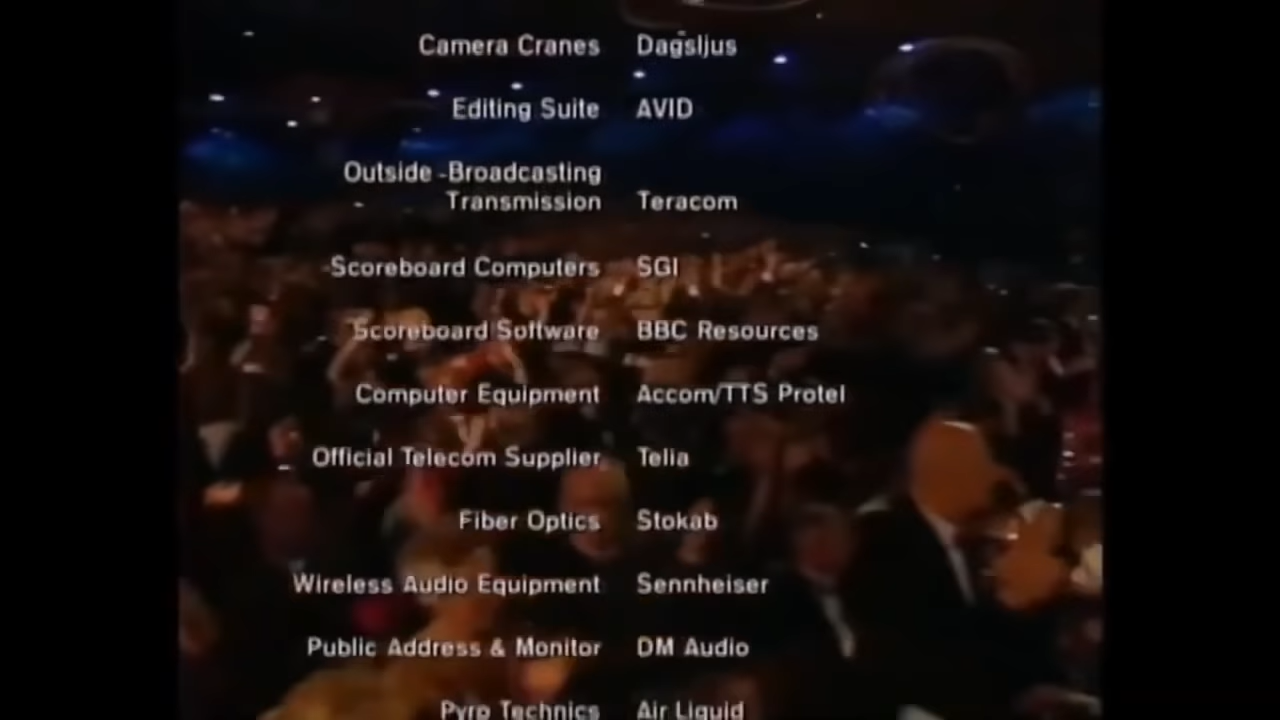 Camera Cranes Dagsljus
Editing Suite AVID
Outside -Broadcasting
Transmission Teracom
Scoreboard Computers SGI
Scoreboard Software BBC Resources
Computer Equipment Accom/TTS Protel
Official Telecom Supplier Telia
Fiber Optics Stokab
Wireless Audio Equipment Sennheiser
Public Address & Monitor DM Audio
Pyro Technics Air Liquid